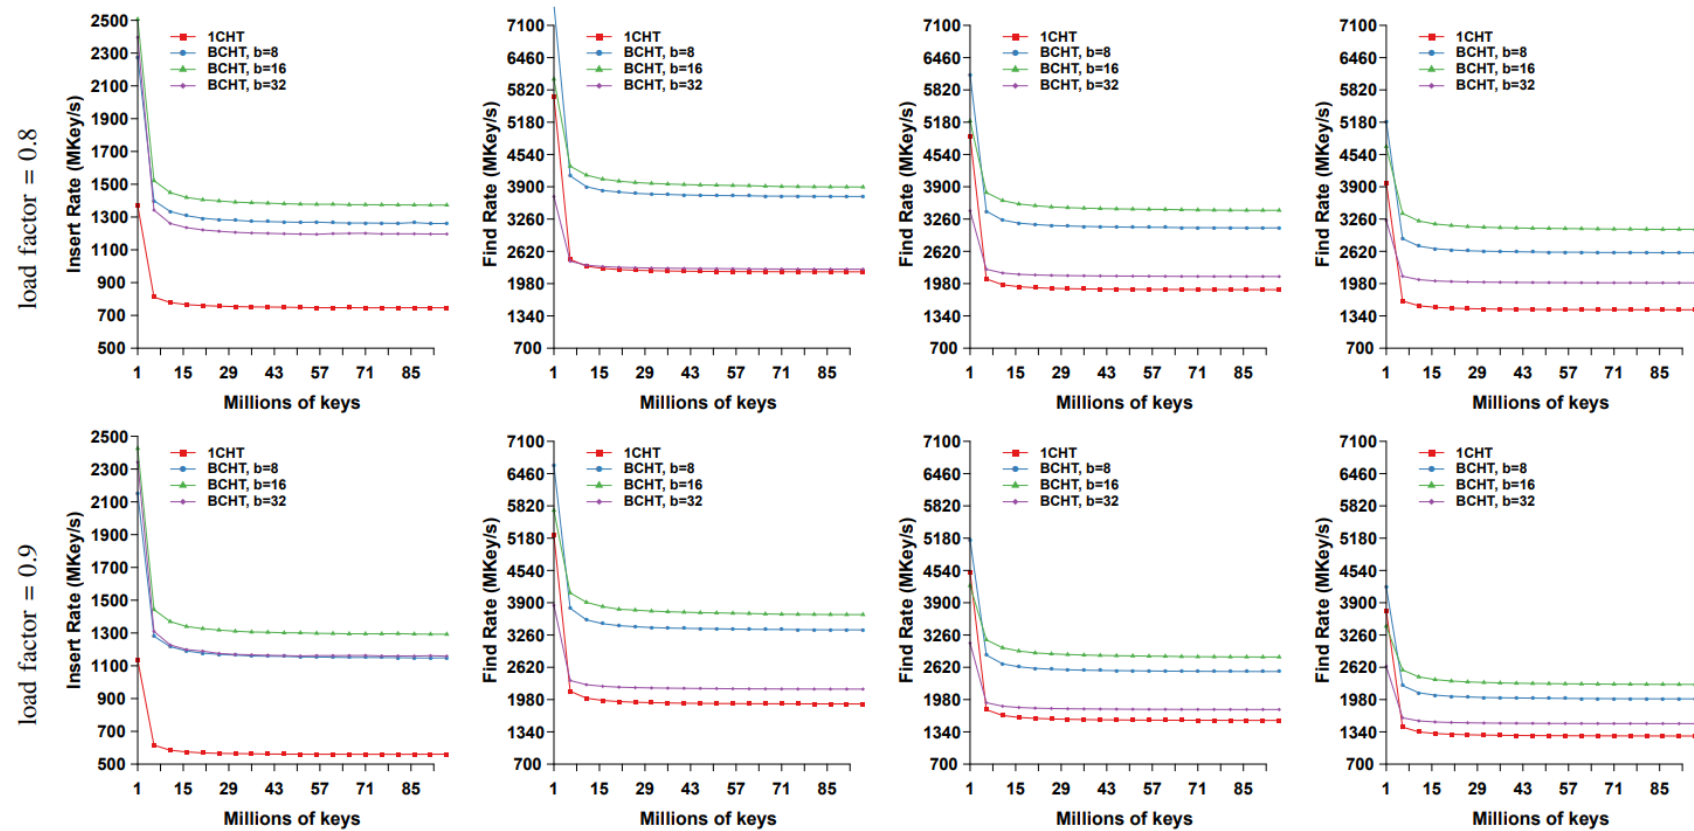 load factor = 0.8
Insert Rate (MKey/s)
2500
2300
2100
1900
1700
1500
1300
1100
900
700
500
1CHT
BCHT, b=8
BCHT, b=16
BCHT, b=32
1 15 29 43 57 71 85
Millions of keys
Find Rate (MKey/s)
7100
6460
5820
5180
4540
3900
3260
2620
1980
1340
700
1CHT
BCHT, b=8
BCHT, b=16
BCHT, b=32
1 15 29 43 57 71 85
Millions of keys
Find Rate (MKey/s)
7100
6460
5820
5180
4540
3900
3260
2620
1980
1340
700
1CHT
BCHT, b=8
BCHT, b=16
BCHT, b=32
1 15 29 43 57 71 85
Millions of keys
Find Rate (MKey/s)
7100
6460
5820
5180
4540
3900
3260
2620
1980
1340
700
1CHT
BCHT, b=8
BCHT, b=16
BCHT, b=32
1 15 29 43 57 71 85
Millions of keys
load factor = 0.9
Insert Rate (MKey/s)
2500
2300
2100
1900
1700
1500
1300
1100
900
700
500
1CHT
BCHT, b=8
BCHT, b=16
BCHT, b=32
1 15 29 43 57 71 85
Millions of keys
Find Rate (MKey/s)
7100
6460
5820
5180
4540
3900
3260
2620
1980
1340
700
1CHT
BCHT, b=8
BCHT, b=16
BCHT, b=32
1 15 29 43 57 71 85
Millions of keys
Find Rate (MKey/s)
7100
6460
5820
5180
4540
3900
3260
2620
1980
1340
700
1CHT
BCHT, b=8
BCHT, b=16
BCHT, b=32
1 15 29 43 57 71 85
Millions of keys
Find Rate (MKey/s)
7100
6460
5820
5180
4540
3900
3260
2620
1980
1340
700
1CHT
BCHT, b=8
BCHT, b=16
BCHT, b=32
1 15 29 43 57 71 85
Millions of keys